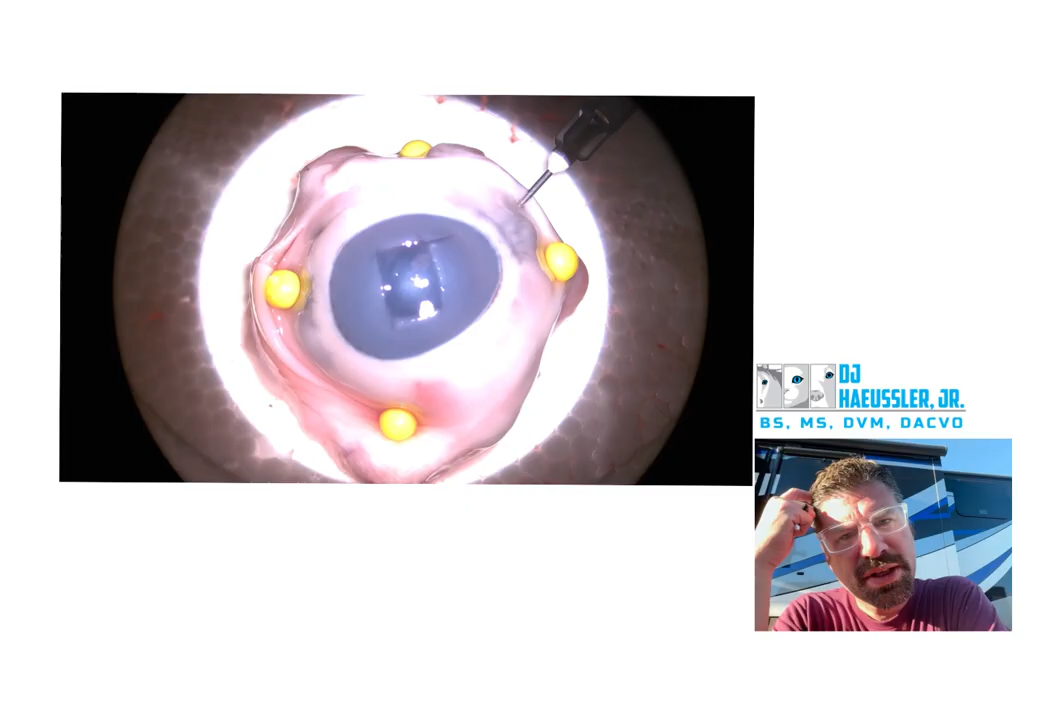 DJ
HAEUSSLER, JR.
BS, MS, DVM, DACVO